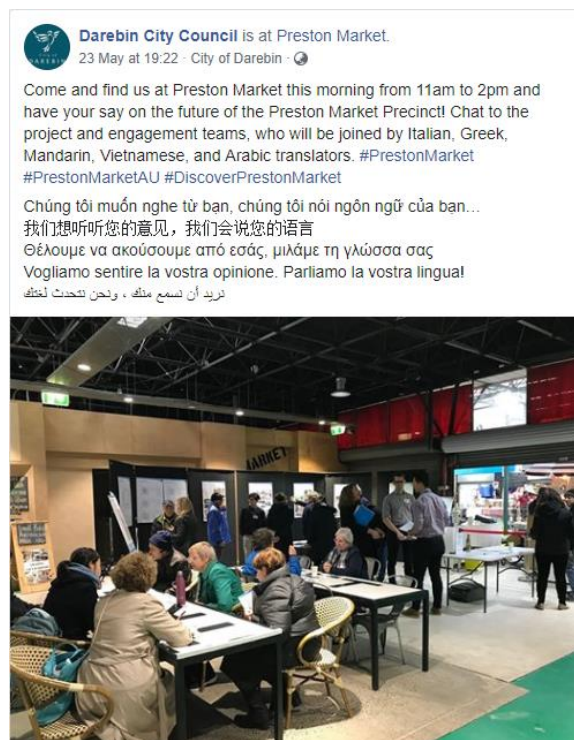 Darebin City Council is at Preston Market.
23 May at 19:22 · City of Darebin ·
Come and find us at Preston Market this morning from 11am to 2pm and
have your say on the future of the Preston Market Precinct! Chat to the
project and engagement teams, who will be joined by Italian, Greek,
Mandarin, Vietnamese, and Arabic translators. #PrestonMarket
#PrestonMarketAU #DiscoverPrestonMarket
Chúng tôi muốn nghe từ bạn, chúng tôi nói ngôn ngữ của bạn…
我们想听听您的意见，我们会说您的语言
Θέλουμε να ακούσουμε από εσάς, μιλάμε τη γλώσσα σας
Vogliamo sentire la vostra opinione. Parliamo la vostra lingua!
نريد أن نسمع منك ، ونحن نتحدث لغتك
DAREBIN
MARKET